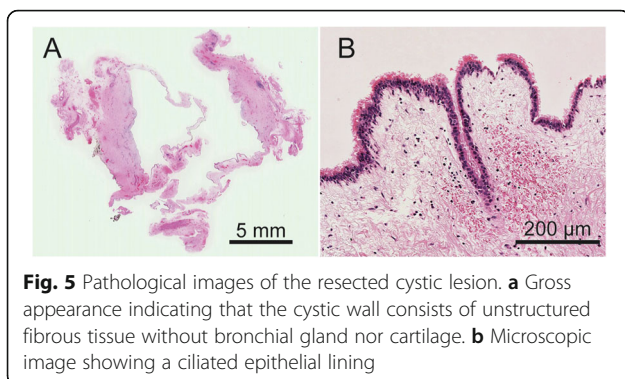 A
B
5 mm
200 µm
Fig. 5 Pathological images of the resected cystic lesion. a Gross
appearance indicating that the cystic wall consists of unstructured
fibrous tissue without bronchial gland nor cartilage. b Microscopic
image showing a ciliated epithelial lining